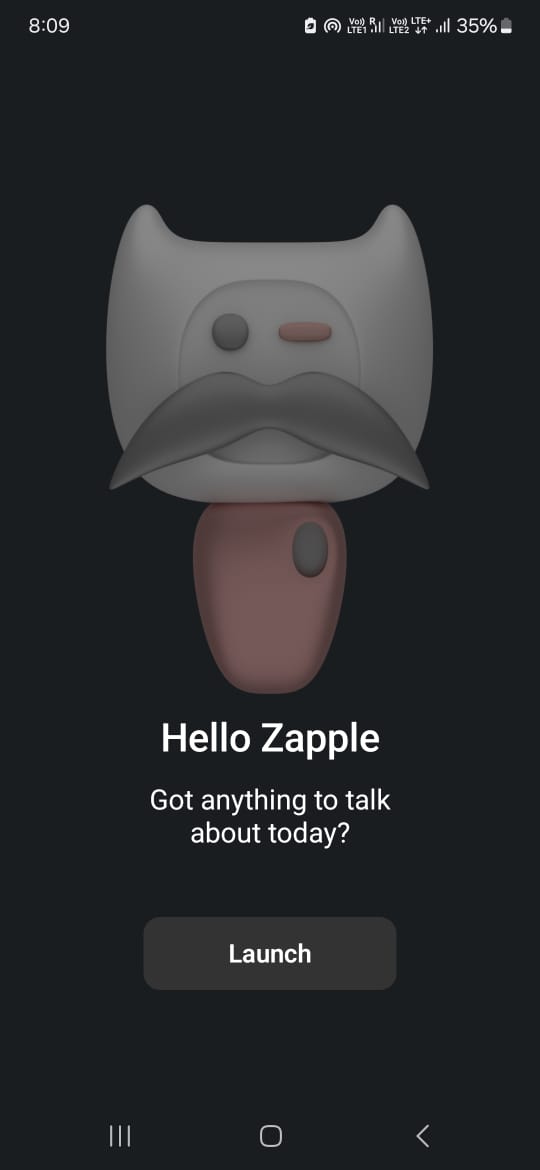 8:09 Vo)) R LTE1 Vo)) LTE+ LTE2 35%
Hello Zapple
Got anything to talk
about today?
Launch